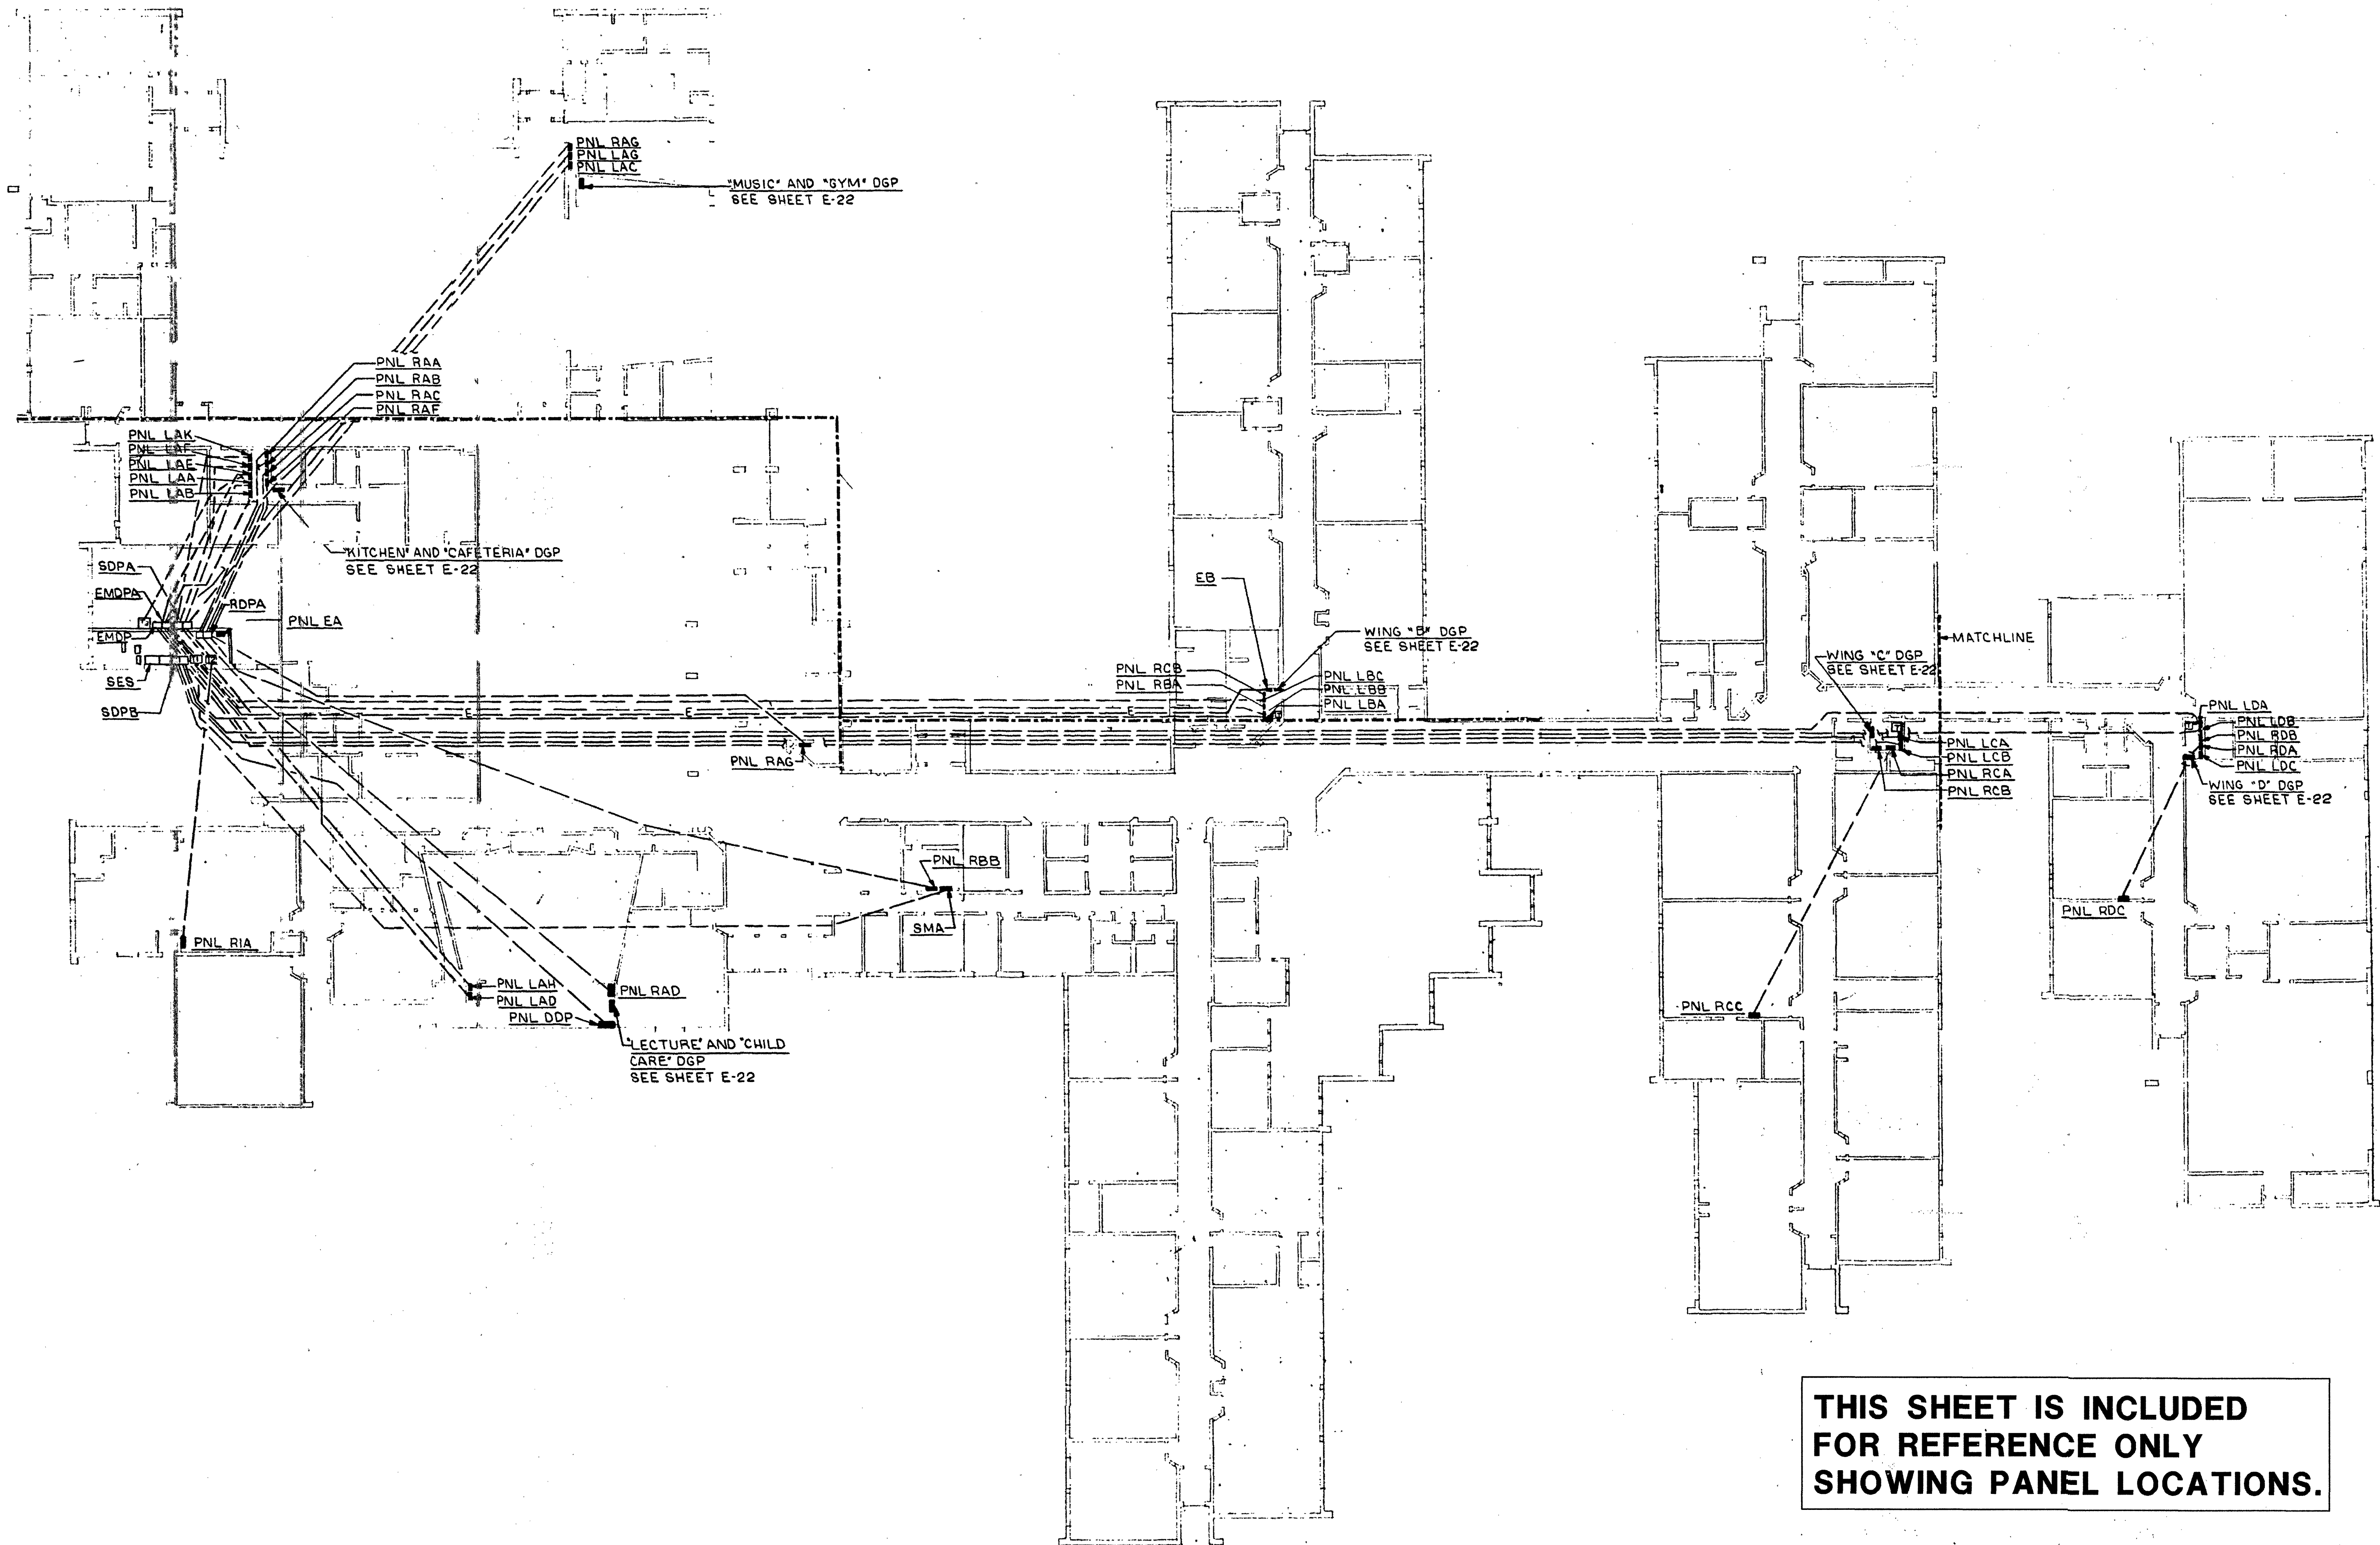 PNL RAG
PNL LAG
PNL LAC
"MUSIC" AND "GYM" DGP
SEE SHEET E-22
PNL RAA
PNL RAB
PNL RAC
PNL RAF
PNL LAK
PNL LAF
PNL LAE
PNL LAA
PNL LAB
"KITCHEN" AND "CAFETERIA" DGP
SEE SHEET E-22
SDPA
EMDPA
RDPA
PNL EA
EMDP
SES
SDPB
E
E
E
EB
WING "B" DGP
SEE SHEET E-22
PNL RCB
PNL RBA
PNL LBC
PNL LBB
PNL LBA
MATCHLINE
WING "C" DGP
SEE SHEET E-22
PNL LDA
PNL LDB
PNL RDB
PNL RDA
PNL LDC
WING "D" DGP
SEE SHEET E-22
PNL LCA
PNL LCB
PNL RCA
PNL RCB
PNL RAG
PNL RBB
SMA
PNL RDC
PNL RIA
PNL LAH
PNL LAD
PNL DDP
PNL RAD
"LECTURE" AND "CHILD
CARE" DGP
SEE SHEET E-22
PNL RCC
THIS SHEET IS INCLUDED
FOR REFERENCE ONLY
SHOWING PANEL LOCATIONS.